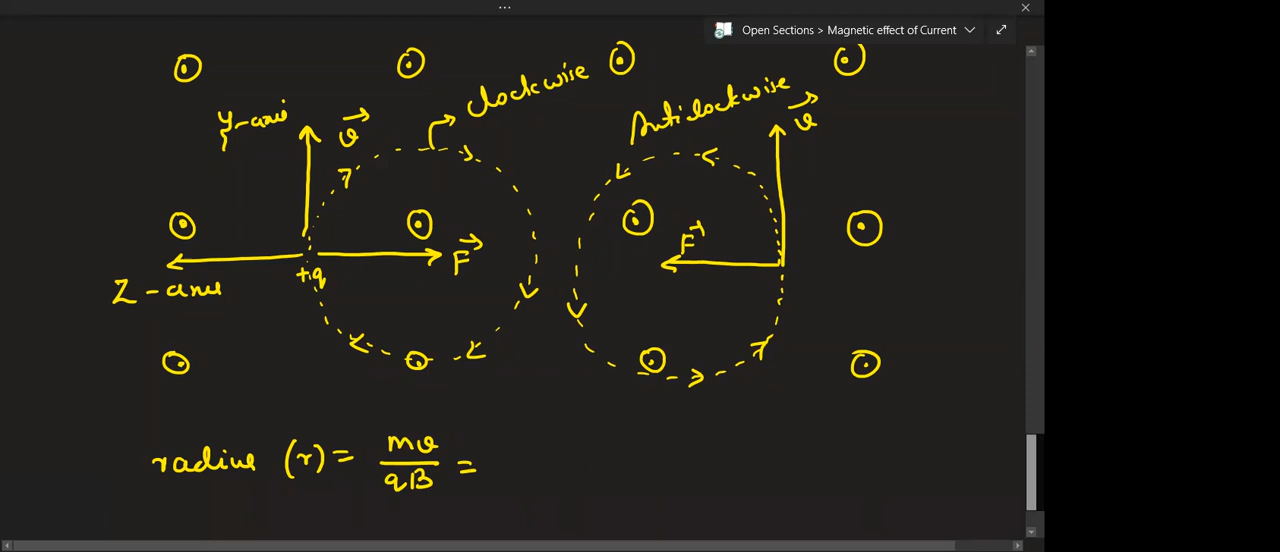 ...
Open Sections > Magnetic effect of Current
clockwise
Anticlockwise
Y-axis
v⃗
v⃗
F⃗
F⃗
+q
Z-axis
radius (r) = mv/qB =